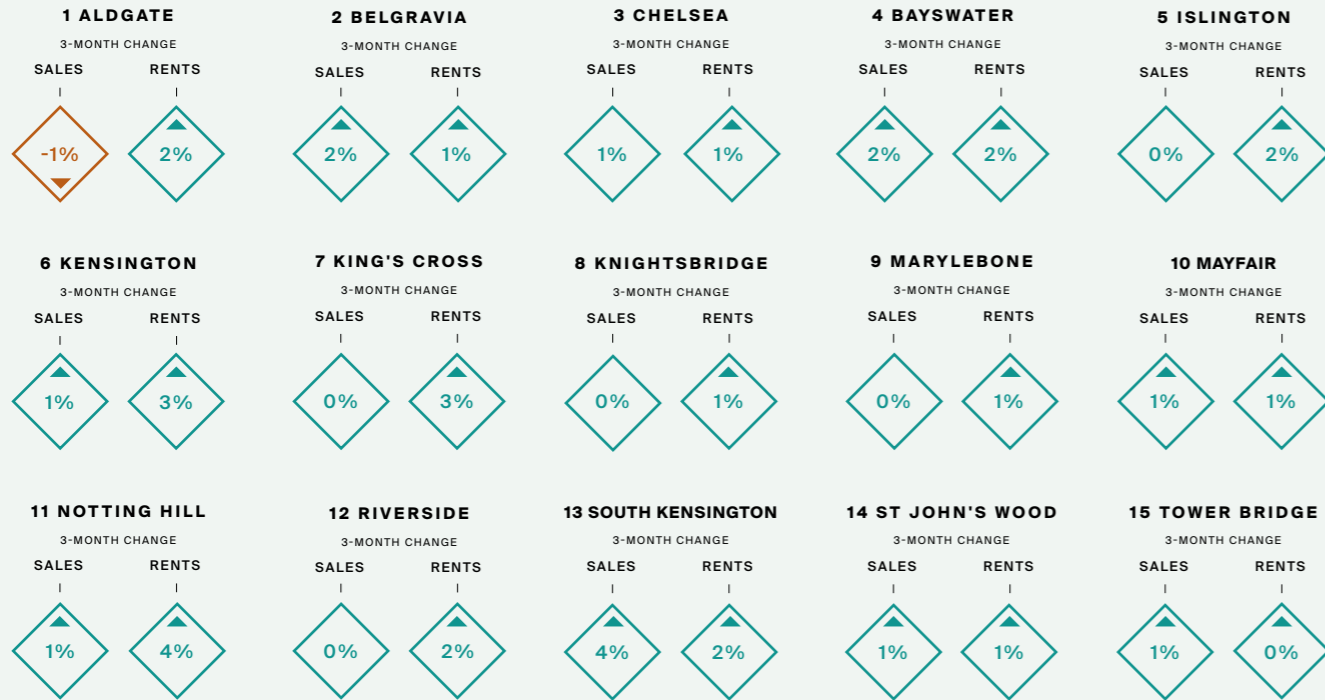 1 ALDGATE
3-MONTH CHANGE
SALES RENTS
-1% 2%
2 BELGRAVIA
3-MONTH CHANGE
SALES RENTS
2% 1%
3 CHELSEA
3-MONTH CHANGE
SALES RENTS
1% 1%
4 BAYSWATER
3-MONTH CHANGE
SALES RENTS
2% 2%
5 ISLINGTON
3-MONTH CHANGE
SALES RENTS
0% 2%
6 KENSINGTON
3-MONTH CHANGE
SALES RENTS
1% 3%
7 KING'S CROSS
3-MONTH CHANGE
SALES RENTS
0% 3%
8 KNIGHTSBRIDGE
3-MONTH CHANGE
SALES RENTS
0% 1%
9 MARYLEBONE
3-MONTH CHANGE
SALES RENTS
0% 1%
10 MAYFAIR
3-MONTH CHANGE
SALES RENTS
1% 1%
11 NOTTING HILL
3-MONTH CHANGE
SALES RENTS
1% 4%
12 RIVERSIDE
3-MONTH CHANGE
SALES RENTS
0% 2%
13 SOUTH KENSINGTON
3-MONTH CHANGE
SALES RENTS
4% 2%
14 ST JOHN'S WOOD
3-MONTH CHANGE
SALES RENTS
1% 1%
15 TOWER BRIDGE
3-MONTH CHANGE
SALES RENTS
1% 0%